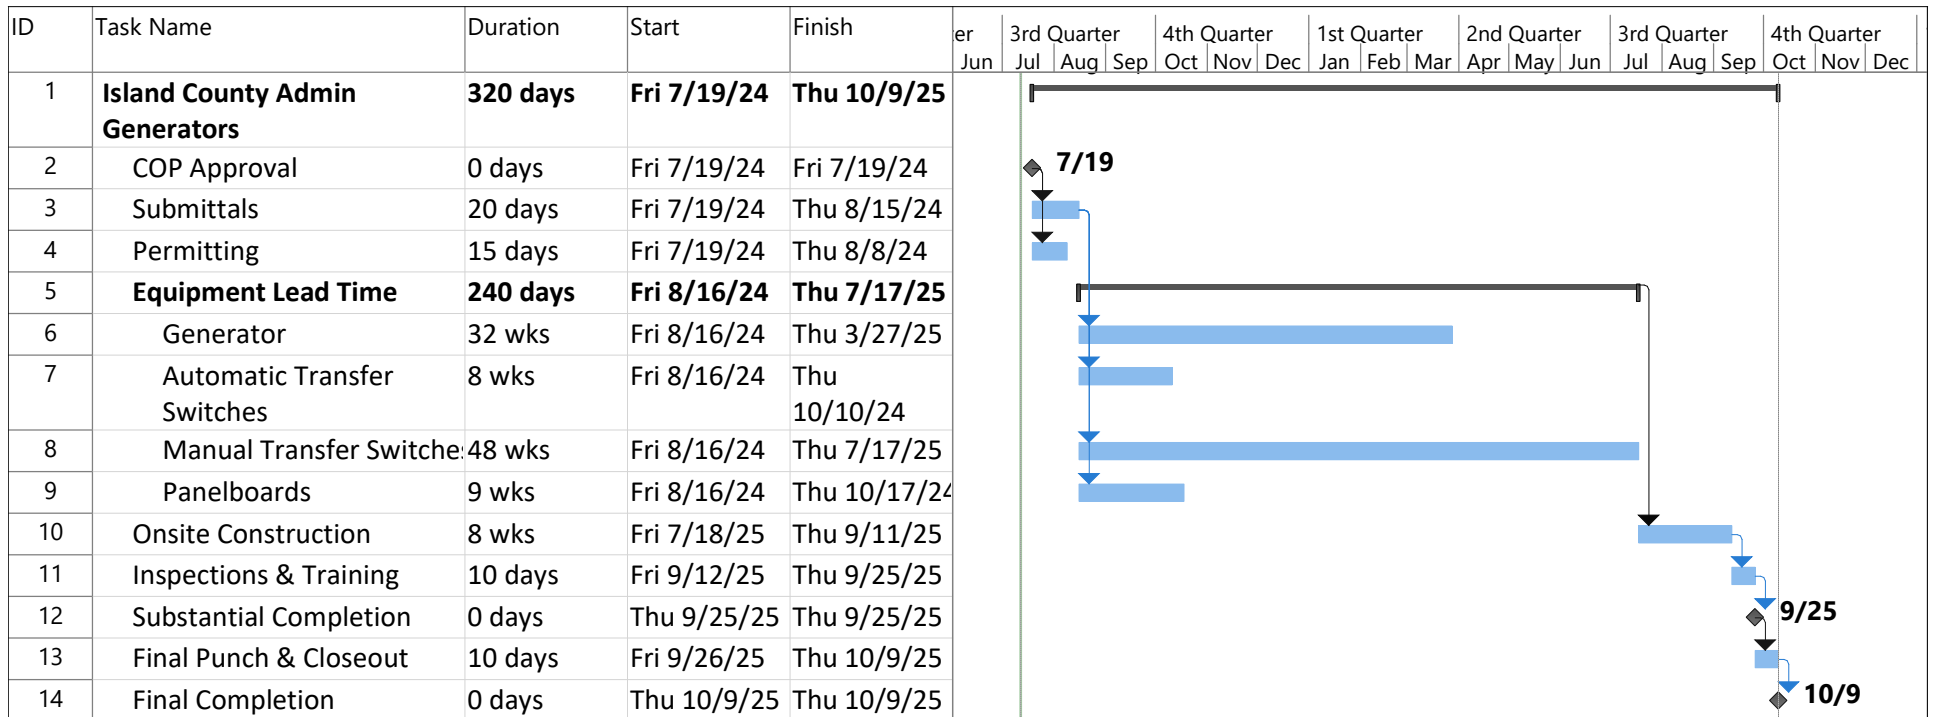 ID Task Name Duration Start Finish er 3rd Quarter 4th Quarter 1st Quarter 2nd Quarter 3rd Quarter 4th Quarter
Jun Jul Aug Sep Oct Nov Dec Jan Feb Mar Apr May Jun Jul Aug Sep Oct Nov Dec
1 Island County Admin 320 days Fri 7/19/24 Thu 10/9/25
Generators
2 COP Approval 0 days Fri 7/19/24 Fri 7/19/24 7/19
3 Submittals 20 days Fri 7/19/24 Thu 8/15/24
4 Permitting 15 days Fri 7/19/24 Thu 8/8/24
5 Equipment Lead Time 240 days Fri 8/16/24 Thu 7/17/25
6 Generator 32 wks Fri 8/16/24 Thu 3/27/25
7 Automatic Transfer 8 wks Fri 8/16/24 Thu
Switches 10/10/24
8 Manual Transfer Switches 48 wks Fri 8/16/24 Thu 7/17/25
9 Panelboards 9 wks Fri 8/16/24 Thu 10/17/24
10 Onsite Construction 8 wks Fri 7/18/25 Thu 9/11/25
11 Inspections & Training 10 days Fri 9/12/25 Thu 9/25/25
12 Substantial Completion 0 days Thu 9/25/25 Thu 9/25/25 9/25
13 Final Punch & Closeout 10 days Fri 9/26/25 Thu 10/9/25
14 Final Completion 0 days Thu 10/9/25 Thu 10/9/25 10/9